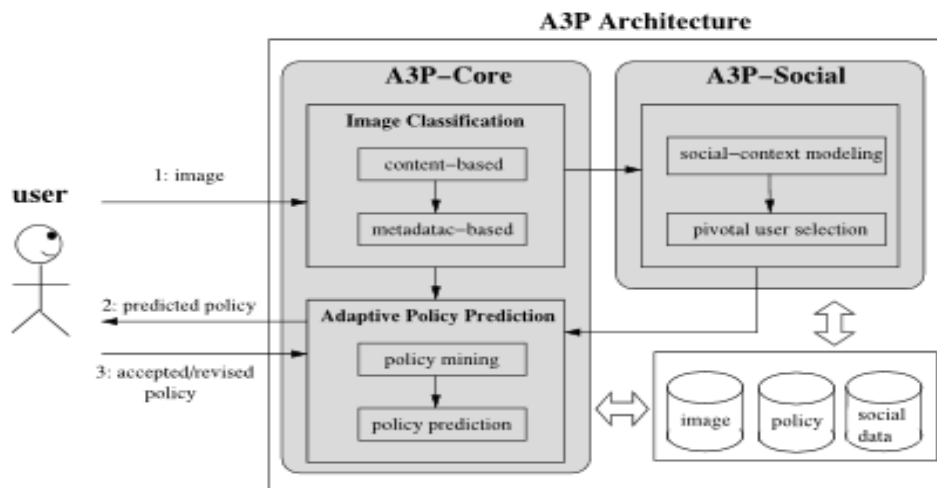 A3P Architecture
A3P-Core
A3P-Social
Image Classification
content-based
metadatac-based
social-context modeling
pivotal user selection
1: image
user
2: predicted policy
3: accepted/revised
policy
Adaptive Policy Prediction
policy mining
policy prediction
image
policy
social
data